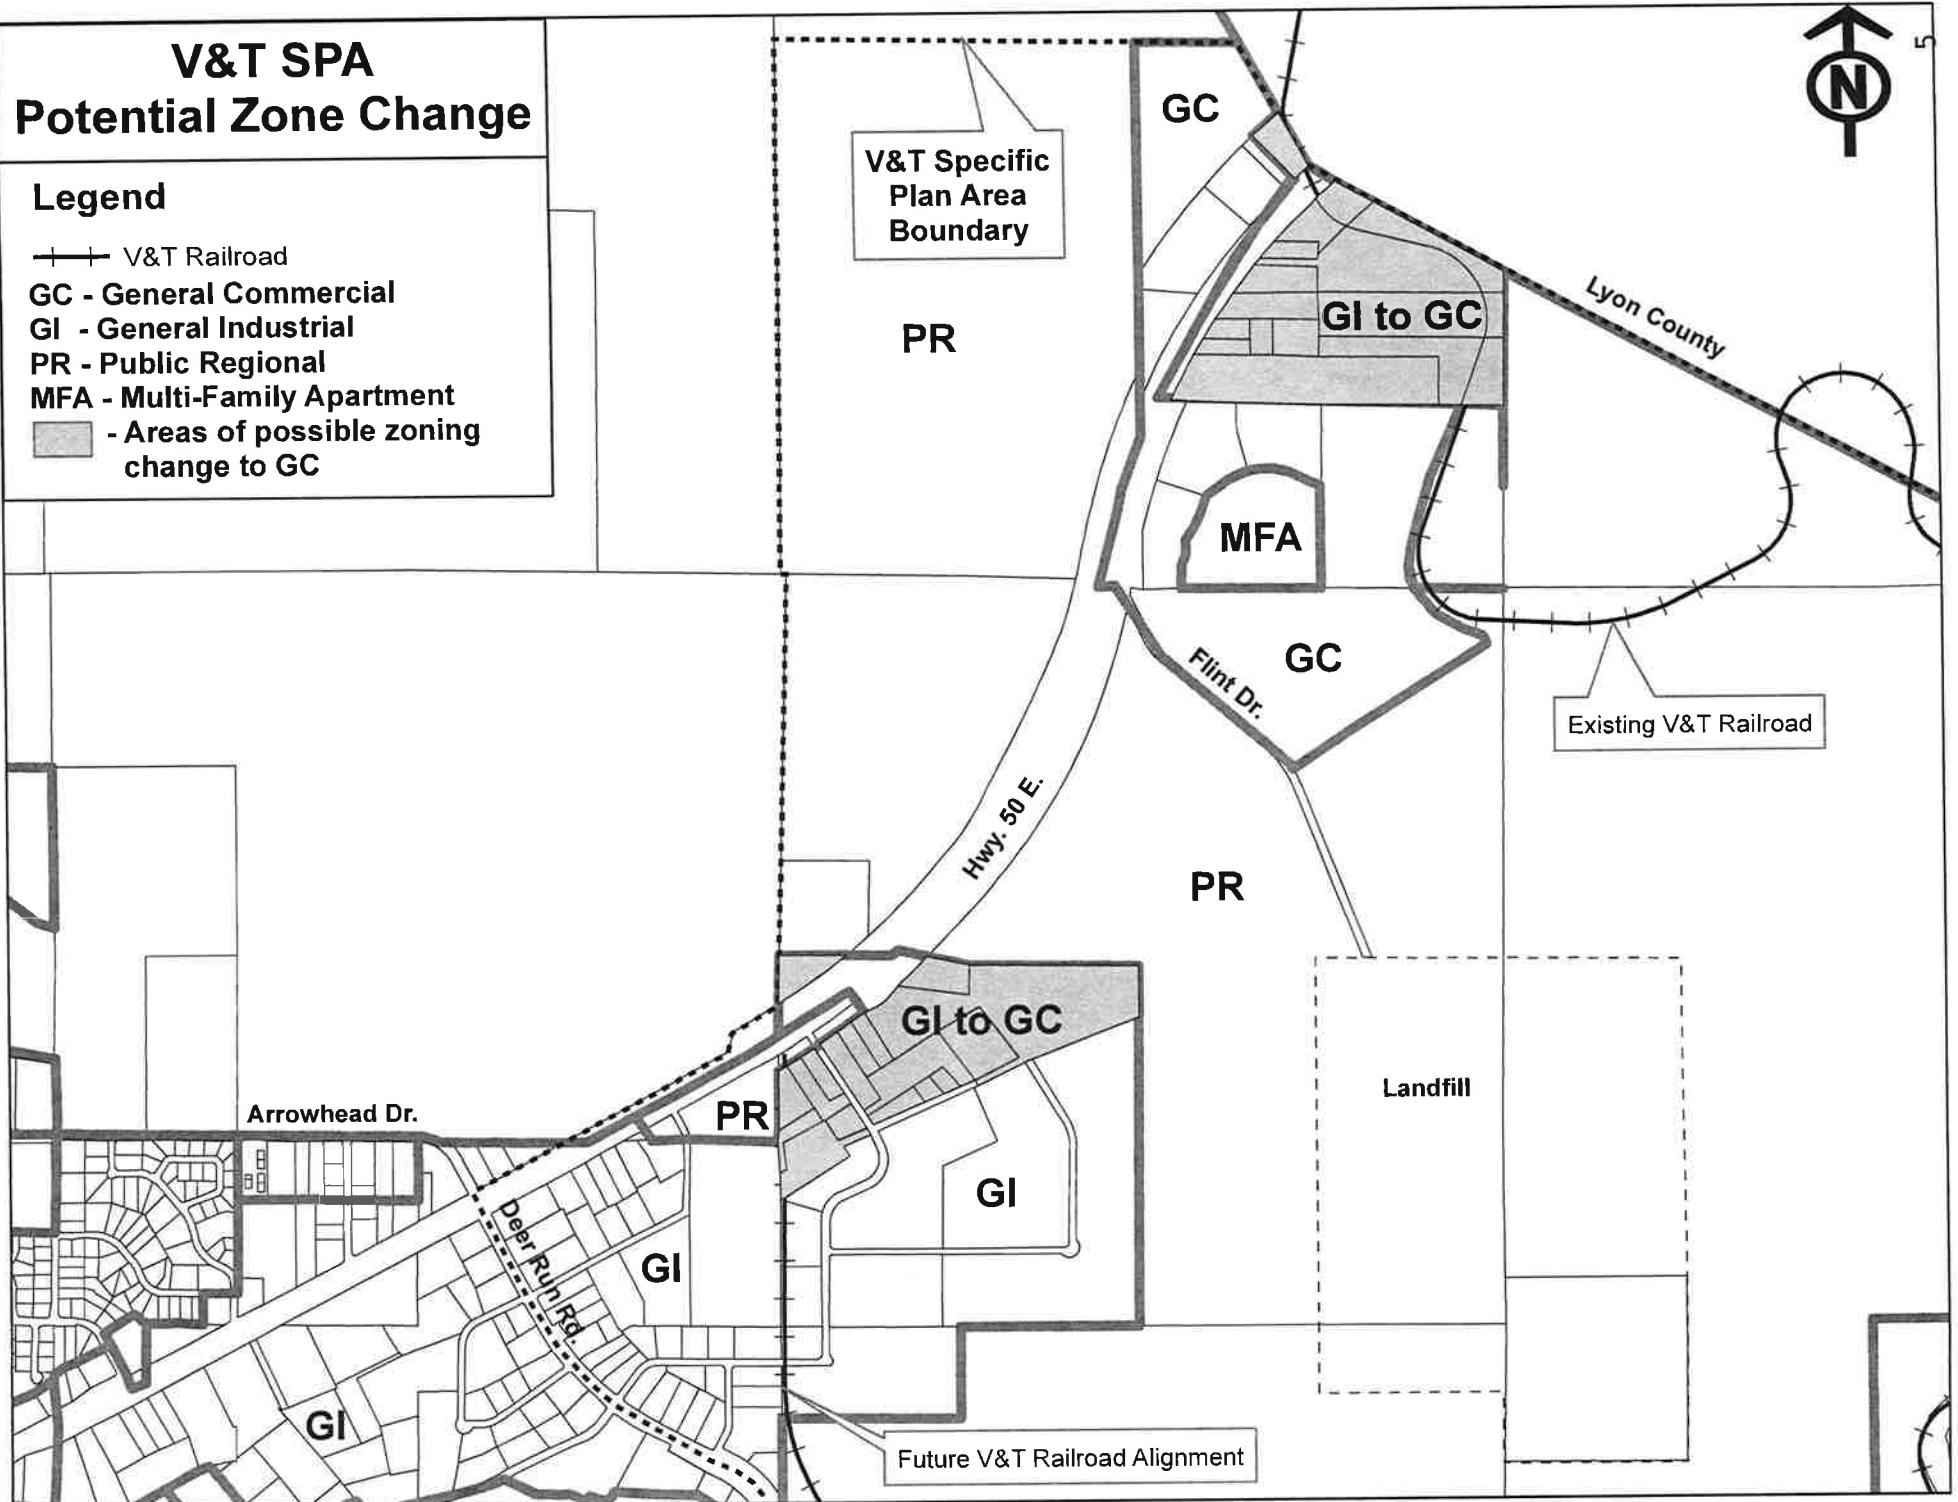 V&T SPA
Potential Zone Change
Legend
V&T Railroad
GC - General Commercial
GI - General Industrial
PR - Public Regional
MFA - Multi-Family Apartment
- Areas of possible zoning
change to GC
N
5
GC
V&T Specific
Plan Area
Boundary
PR
GI to GC
Lyon County
MFA
GC
Flint Dr.
Existing V&T Railroad
Hwy. 50 E.
PR
GI to GC
Landfill
Arrowhead Dr.
PR
GI
Deer Run Rd.
GI
GI
Future V&T Railroad Alignment